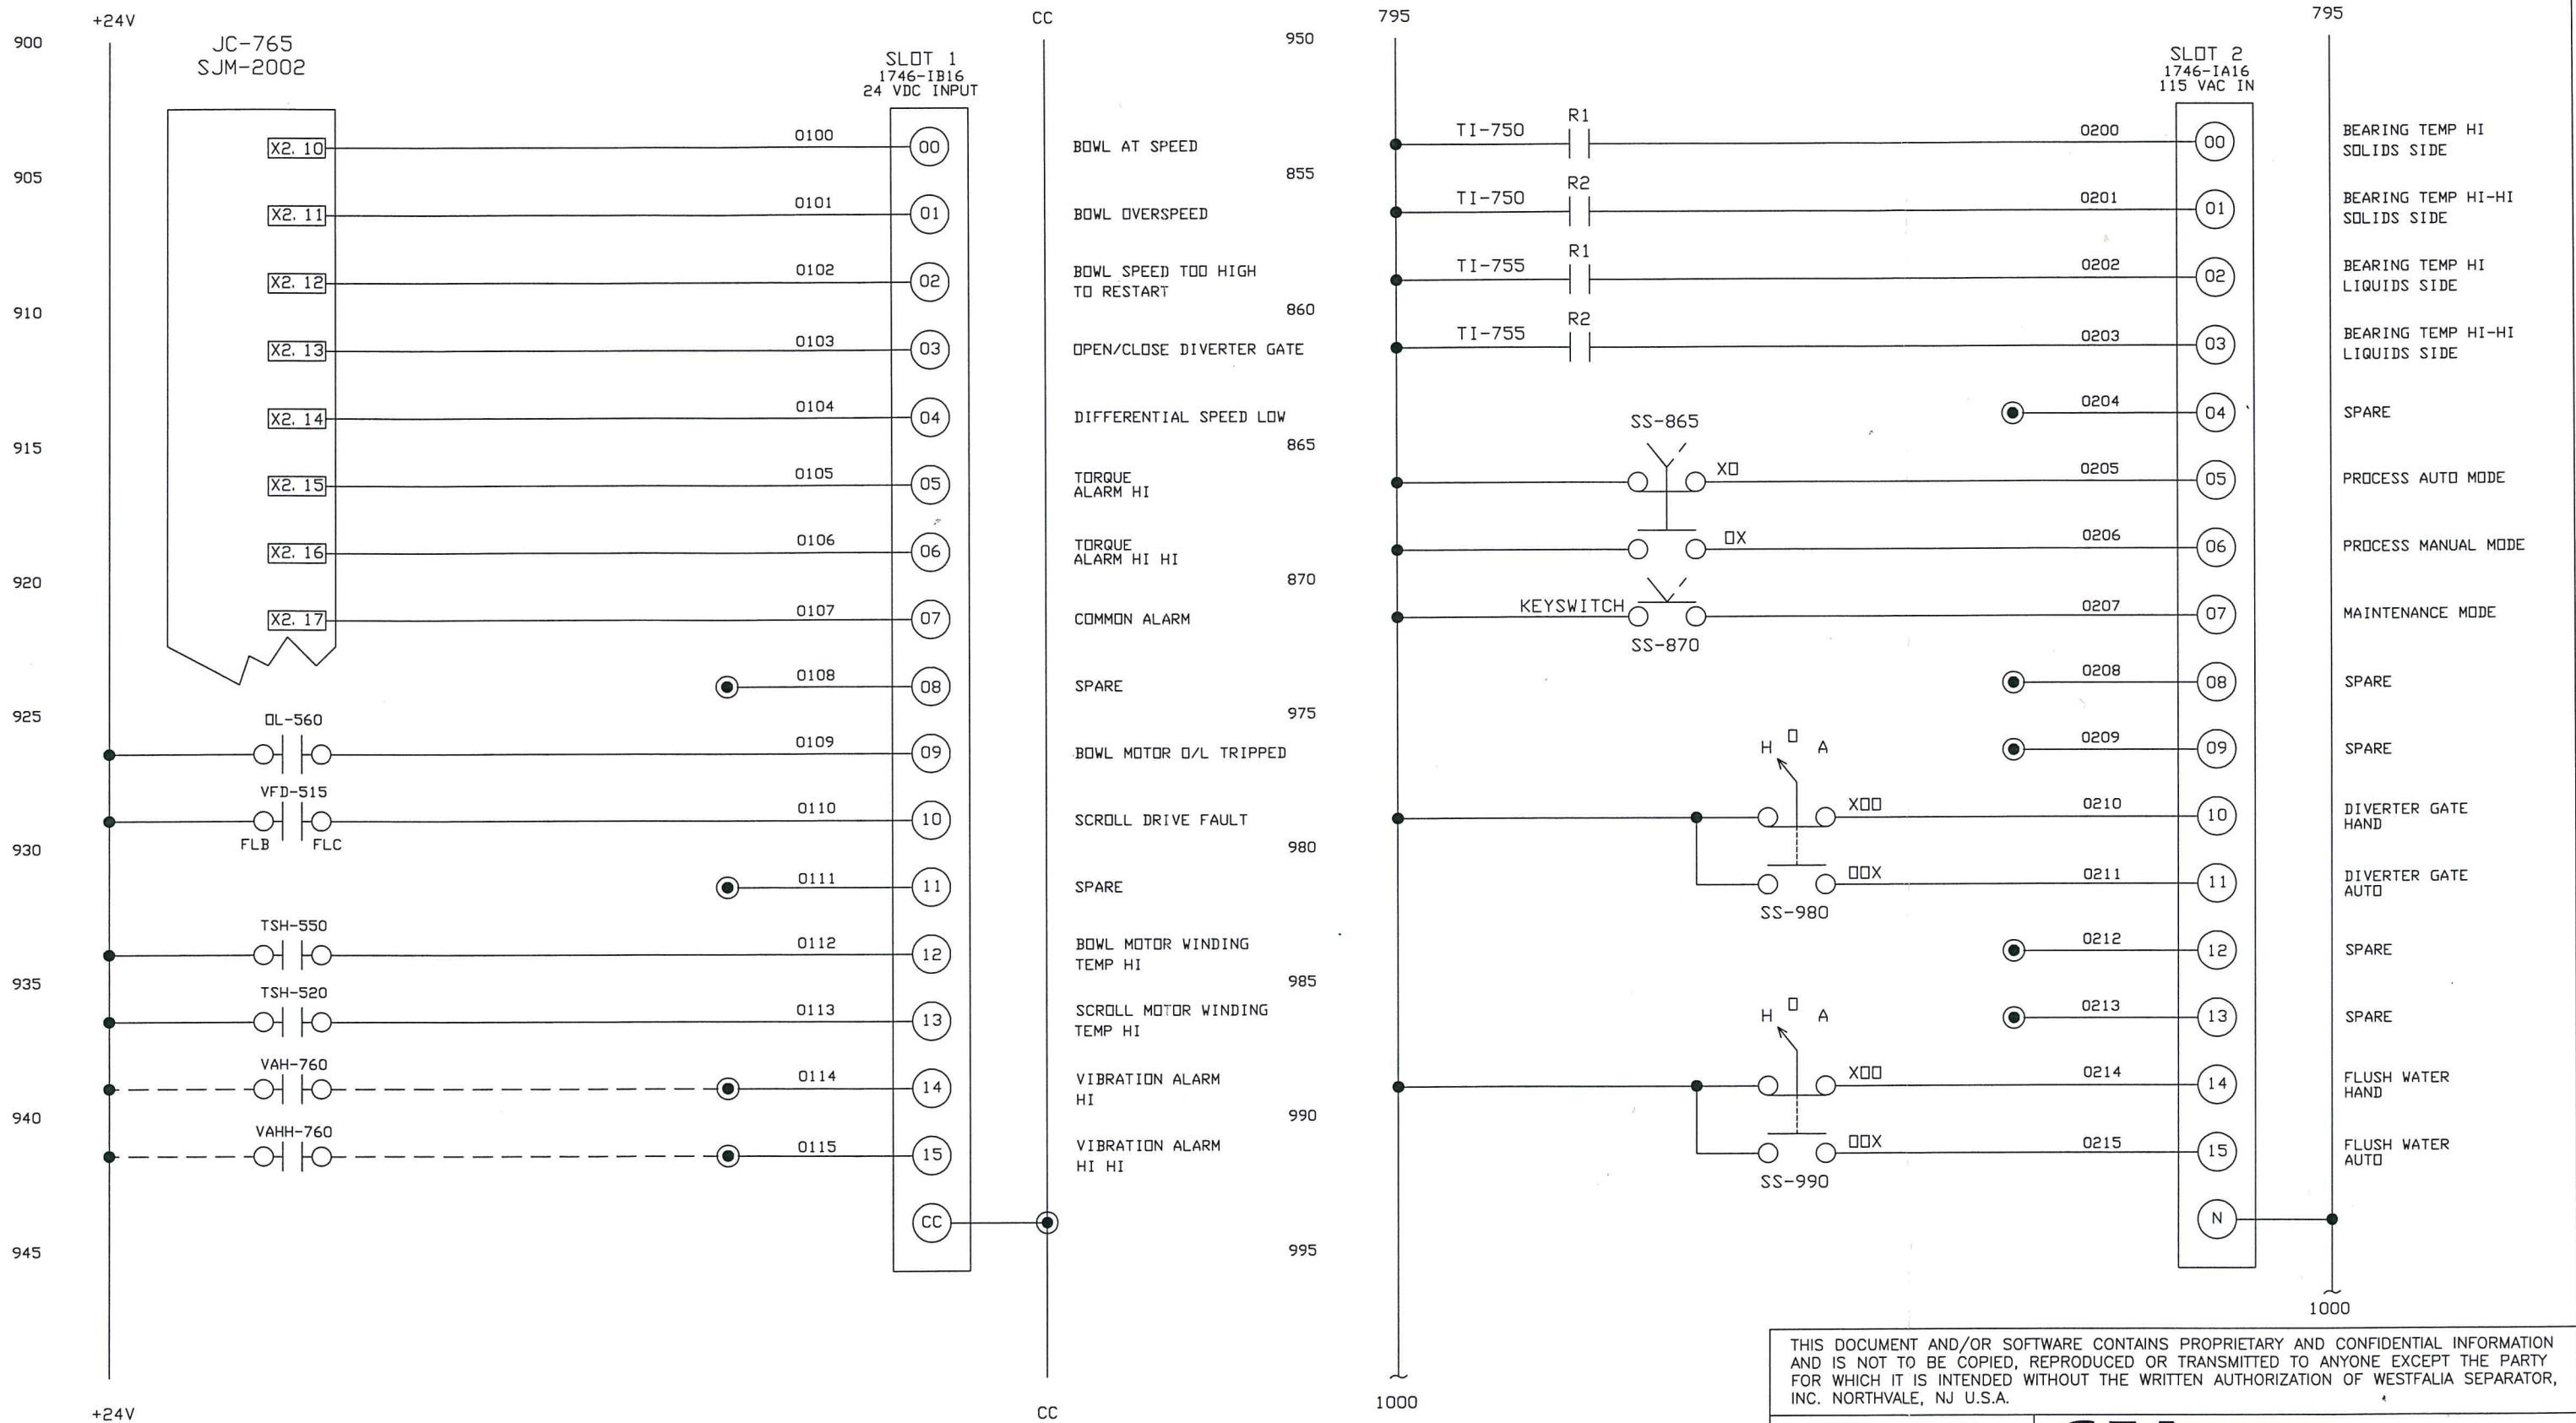 +24V
CC
795
795
900
JC-765
SJM-2002
SLOT 1
1746-IB16
24 VDC INPUT
X2. 10
0100
00
BOWL AT SPEED
905
X2. 11
0101
01
BOWL OVERSPEED
X2. 12
0102
02
BOWL SPEED TOO HIGH
TO RESTART
910
X2. 13
0103
03
OPEN/CLOSE DIVERTER GATE
X2. 14
0104
04
DIFFERENTIAL SPEED LOW
915
X2. 15
0105
05
TORQUE
ALARM HI
X2. 16
0106
06
TORQUE
ALARM HI HI
920
X2. 17
0107
07
COMMON ALARM
0108
08
SPARE
925
OL-560
0109
09
BOWL MOTOR O/L TRIPPED
VFD-515
FLB
FLC
0110
10
SCROLL DRIVE FAULT
930
0111
11
SPARE
TSH-550
0112
12
BOWL MOTOR WINDING
TEMP HI
935
TSH-520
0113
13
SCROLL MOTOR WINDING
TEMP HI
VAH-760
0114
14
VIBRATION ALARM
HI
940
VAHH-760
0115
15
VIBRATION ALARM
HI HI
CC
945
+24V
CC
950
SLOT 2
1746-IA16
115 VAC IN
TI-750
R1
0200
00
BEARING TEMP HI
SOLIDS SIDE
855
TI-750
R2
0201
01
BEARING TEMP HI-HI
SOLIDS SIDE
TI-755
R1
0202
02
BEARING TEMP HI
LIQUIDS SIDE
860
TI-755
R2
0203
03
BEARING TEMP HI-HI
LIQUIDS SIDE
0204
04
SPARE
865
SS-865
XO
0205
05
PROCESS AUTO MODE
OX
0206
06
PROCESS MANUAL MODE
870
KEYSWITCH
SS-870
0207
07
MAINTENANCE MODE
0208
08
SPARE
975
0209
09
SPARE
H O A
XOO
0210
10
DIVERTER GATE
HAND
980
OOX
0211
11
DIVERTER GATE
AUTO
SS-980
0212
12
SPARE
985
0213
13
SPARE
H O A
XOO
0214
14
FLUSH WATER
HAND
990
OOX
0215
15
FLUSH WATER
AUTO
SS-990
N
995
1000
1000
THIS DOCUMENT AND/OR SOFTWARE CONTAINS PROPRIETARY AND CONFIDENTIAL INFORMATION
AND IS NOT TO BE COPIED, REPRODUCED OR TRANSMITTED TO ANYONE EXCEPT THE PARTY
FOR WHICH IT IS INTENDED WITHOUT THE WRITTEN AUTHORIZATION OF WESTFALIA SEPARATOR,
INC. NORTHVALE, NJ U.S.A.